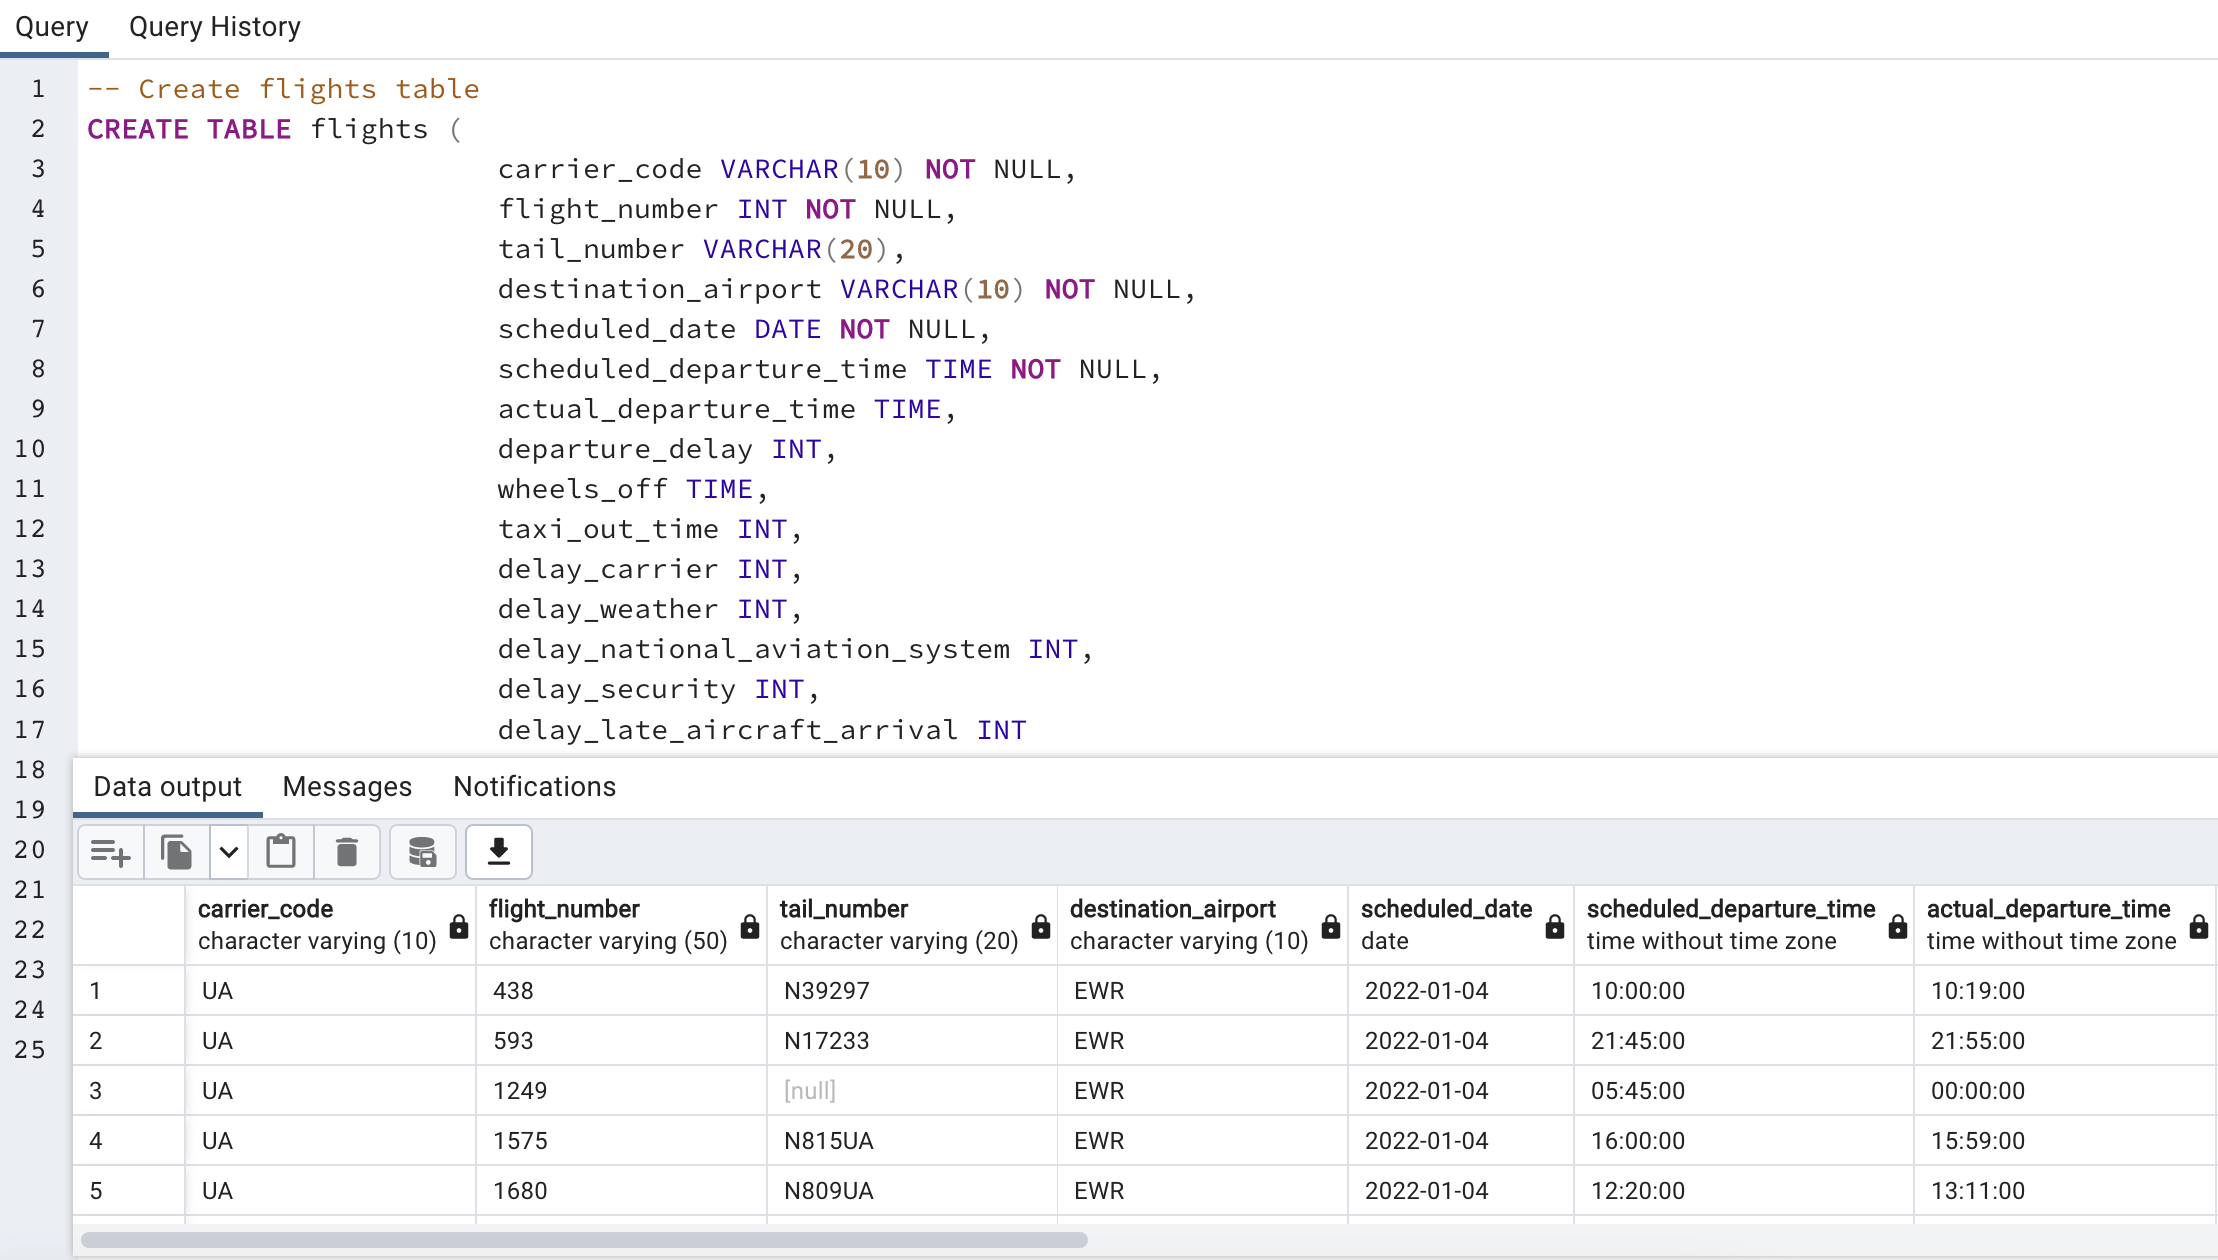 Query Query History
1 -- Create flights table
2 CREATE TABLE flights (
3 carrier_code VARCHAR(10) NOT NULL,
4 flight_number INT NOT NULL,
5 tail_number VARCHAR(20),
6 destination_airport VARCHAR(10) NOT NULL,
7 scheduled_date DATE NOT NULL,
8 scheduled_departure_time TIME NOT NULL,
9 actual_departure_time TIME,
10 departure_delay INT,
11 wheels_off TIME,
12 taxi_out_time INT,
13 delay_carrier INT,
14 delay_weather INT,
15 delay_national_aviation_system INT,
16 delay_security INT,
17 delay_late_aircraft_arrival INT
18
19
20
21
22
23
24
25
Data output Messages Notifications
carrier_code flight_number tail_number destination_airport scheduled_date scheduled_departure_time actual_departure_time
character varying (10) character varying (50) character varying (20) character varying (10) date time without time zone time without time zone
1 UA 438 N39297 EWR 2022-01-04 10:00:00 10:19:00
2 UA 593 N17233 EWR 2022-01-04 21:45:00 21:55:00
3 UA 1249 [null] EWR 2022-01-04 05:45:00 00:00:00
4 UA 1575 N815UA EWR 2022-01-04 16:00:00 15:59:00
5 UA 1680 N809UA EWR 2022-01-04 12:20:00 13:11:00